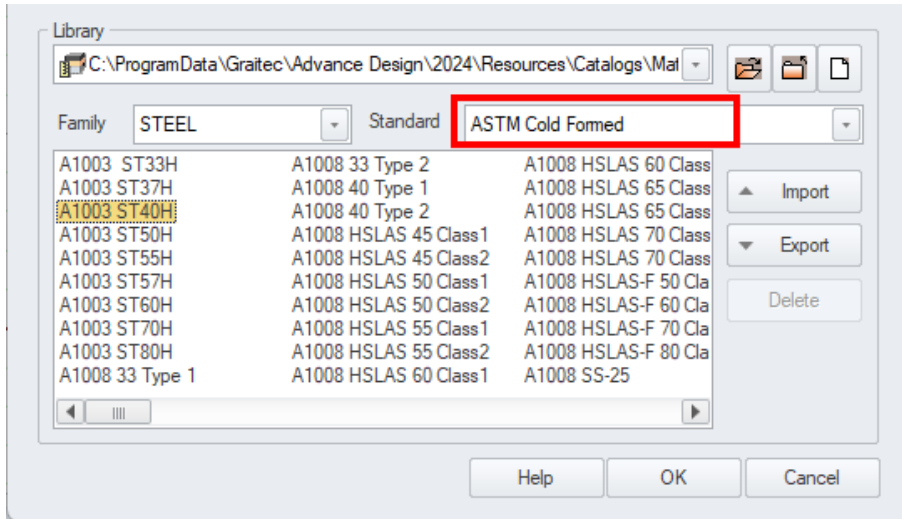 Library
C:\ProgramData\Graitec\Advance Design\2024\Resources\Catalogs\Mat
Family STEEL Standard ASTM Cold Formed
A1003 ST33H A1008 33 Type 2 A1008 HSLAS 60 Class
A1003 ST37H A1008 40 Type 1 A1008 HSLAS 65 Class
A1003 ST40H A1008 40 Type 2 A1008 HSLAS 65 Class
A1003 ST50H A1008 HSLAS 45 Class1 A1008 HSLAS 70 Class
A1003 ST55H A1008 HSLAS 45 Class2 A1008 HSLAS 70 Class
A1003 ST57H A1008 HSLAS 50 Class1 A1008 HSLAS-F 50 Cla
A1003 ST60H A1008 HSLAS 50 Class2 A1008 HSLAS-F 60 Cla
A1003 ST70H A1008 HSLAS 55 Class1 A1008 HSLAS-F 70 Cla
A1003 ST80H A1008 HSLAS 55 Class2 A1008 HSLAS-F 80 Cla
A1008 33 Type 1 A1008 HSLAS 60 Class1 A1008 SS-25
Import
Export
Delete
Help OK Cancel